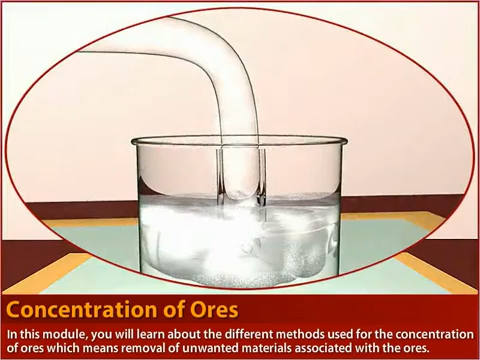 Concentration of Ores
In this module, you will learn about the different methods used for the concentration
of ores which means removal of unwanted materials associated with the ores.